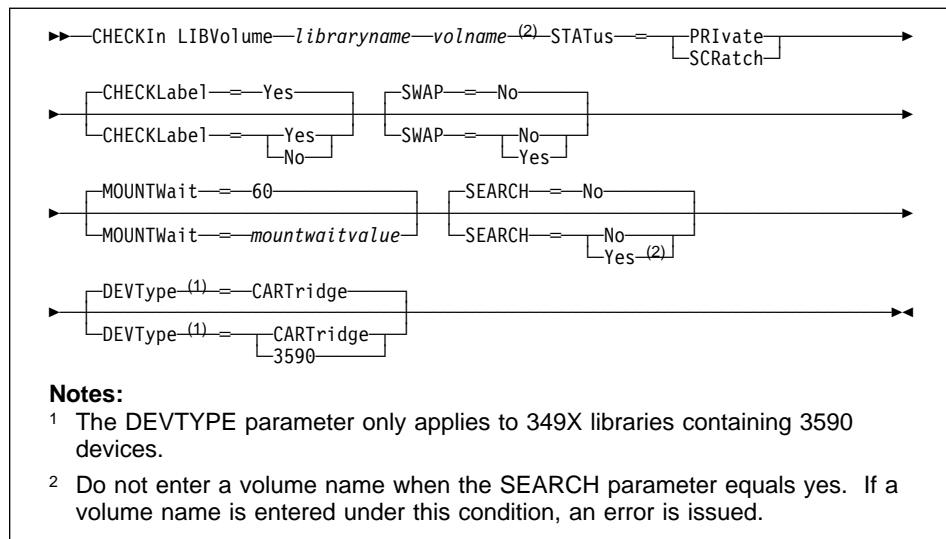 CHECKIn LIBVolume libraryname volname (2) STATus = PRIvate
SCRatch
CHECKLabel = Yes SWAP = No
CHECKLabel = Yes SWAP = No
No Yes
MOUNTWait = 60 SEARCH = No
MOUNTWait = mountwaitvalue SEARCH = No
Yes (2)
DEVType (1) = CARTridge
DEVType (1) = CARTridge
3590
Notes:
1 The DEVTYPE parameter only applies to 349X libraries containing 3590
devices.
2 Do not enter a volume name when the SEARCH parameter equals yes. If a
volume name is entered under this condition, an error is issued.